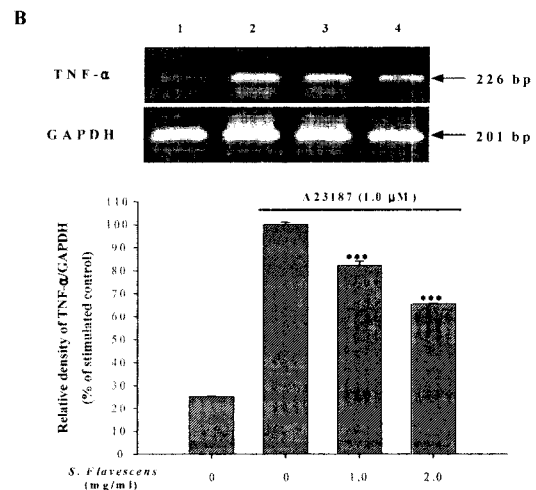 B
1 2 3 4
TNF-α 226 bp
GAPDH 201 bp
A23187 (1.0 μM)
Relative density of TNF-α/GAPDH
(% of stimulated control)
110
100
90
80
70
60
50
40
30
20
10
0
*** ***
S. Flavescens
(mg/ml)
0 0 1.0 2.0